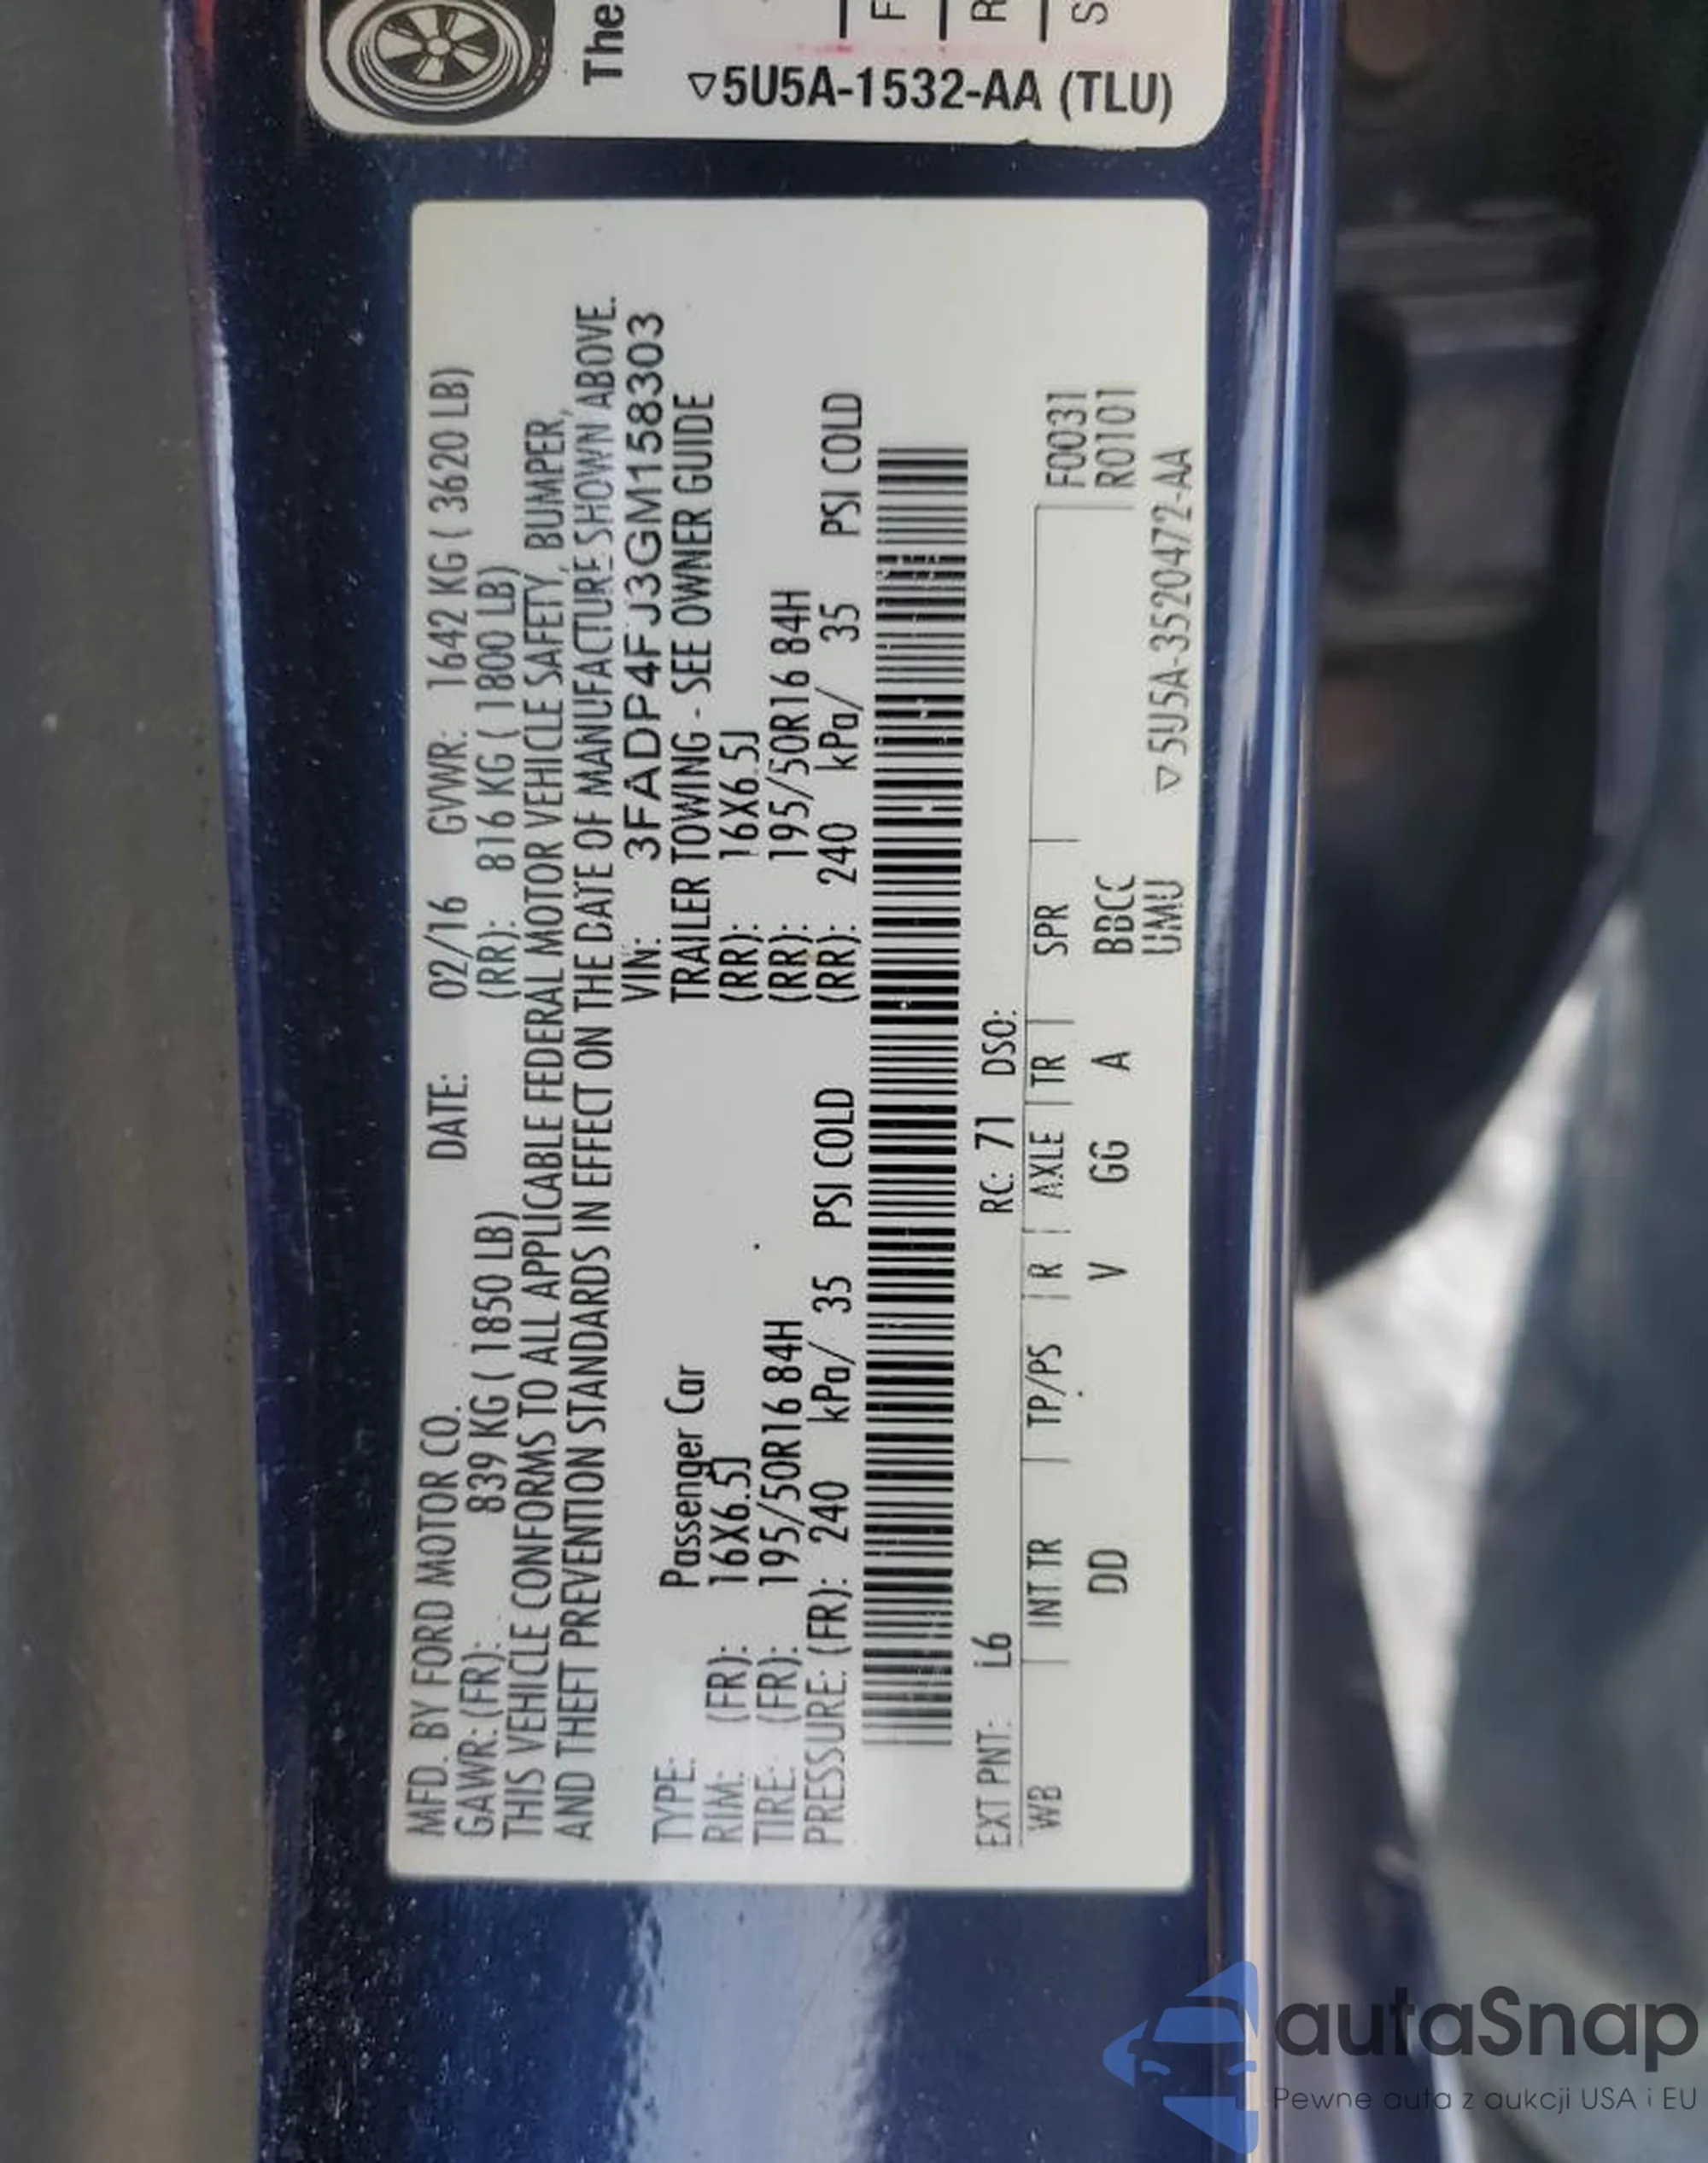 The
▽5U5A-1532-AA (TLU)
MFD. BY FORD MOTOR CO. DATE: 02/16 GVWR: 1642 KG ( 3620 LB)
GAWR: (FR): 839 KG ( 1850 LB) (RR): 816 KG ( 1800 LB)
THIS VEHICLE CONFORMS TO ALL APPLICABLE FEDERAL MOTOR VEHICLE SAFETY, BUMPER,
AND THEFT PREVENTION STANDARDS IN EFFECT ON THE DATE OF MANUFACTURE SHOWN ABOVE.
VIN: 3FADP4FJ3GM158303
TYPE: Passenger Car TRAILER TOWING - SEE OWNER GUIDE
RIM: (FR): 16X6.5J (RR): 16X6.5J
TIRE: (FR): 195/50R16 84H (RR): 195/50R16 84H
PRESSURE: (FR): 240 kPa/ 35 PSI COLD (RR): 240 kPa/ 35 PSI COLD
EXT PNT: L6 RC: 71 DSO:
WB INT TR TP/PS R AXLE TR SPR F0031
DD V GG A BBCC R0101
UMU ▽5U5A-3520472-AA
autaSnap
Pewne auta z aukcji USA i EU